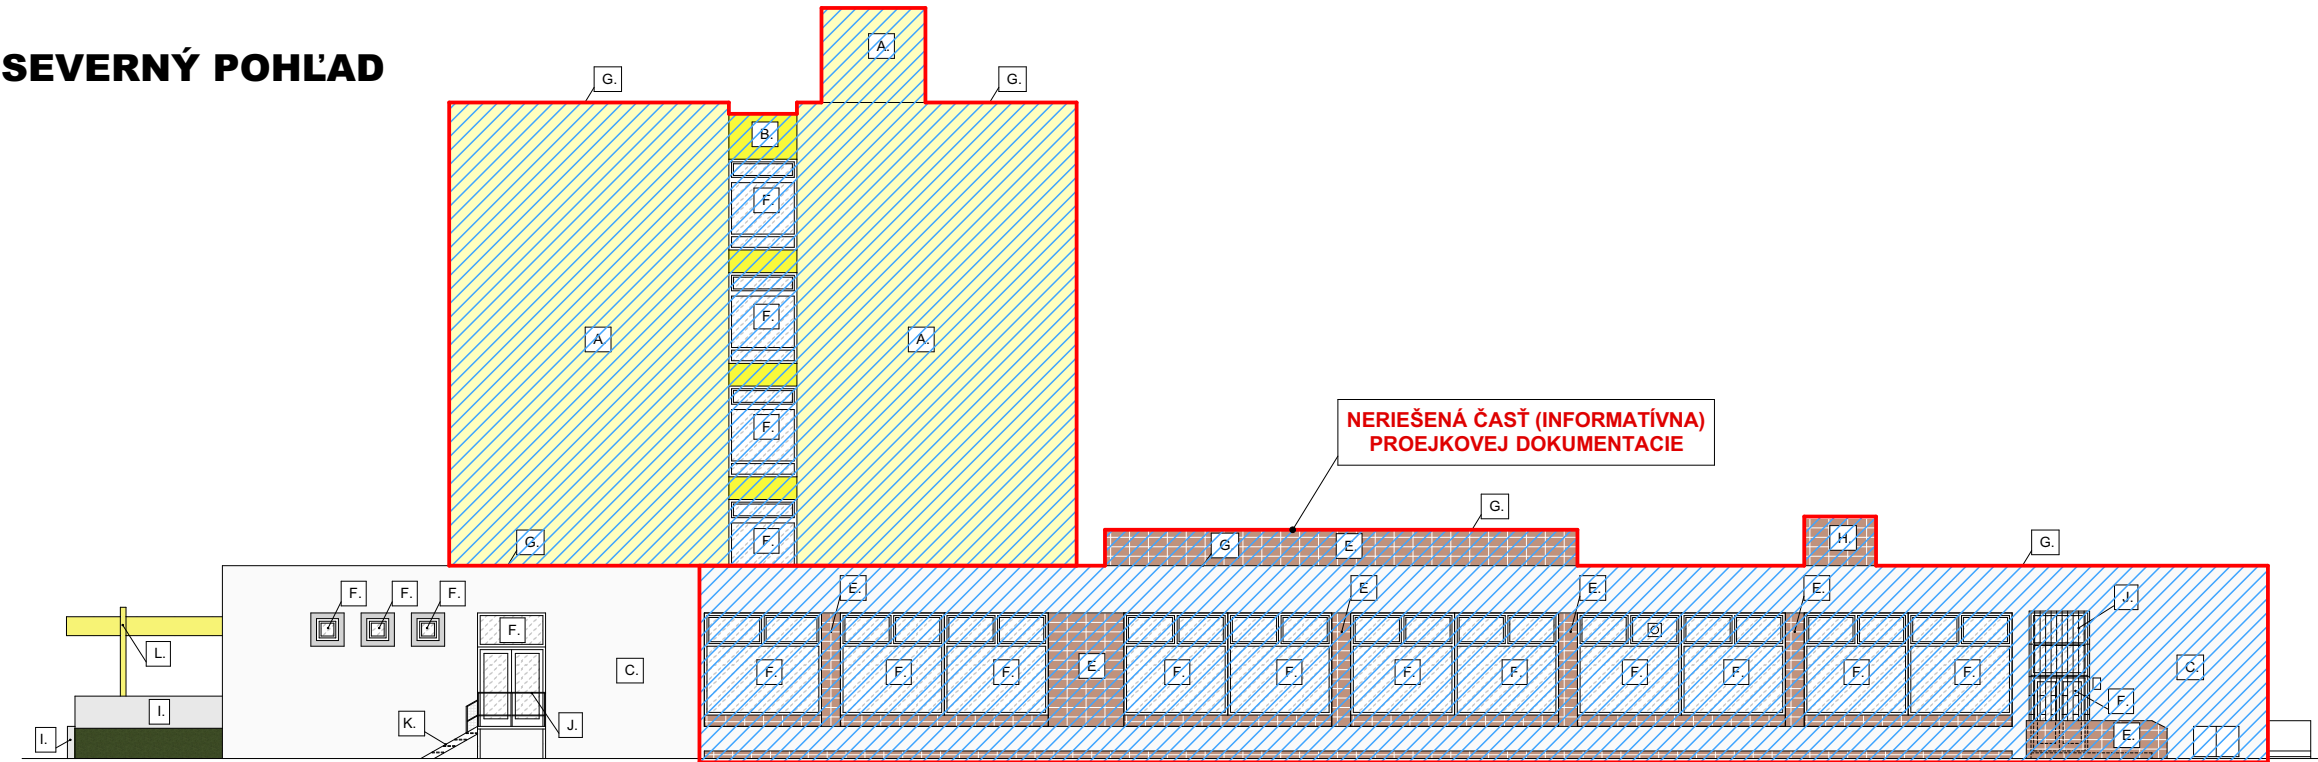 SEVERNÝ POHĽAD
A.
G.
G.
B.
F.
F.
A.
A.
F.
NERIEŠENÁ ČASŤ (INFORMATÍVNA)
PROEJKOVEJ DOKUMENTACIE
G.
F.
G.
G
E
H.
G.
F.
F.
F.
E.
E
E.
E.
J.
F.
O
L.
C.
F.
F.
F.
E
F.
F.
F.
F.
F.
F.
F.
F.
C.
F.
I.
K.
J.
I.
E.